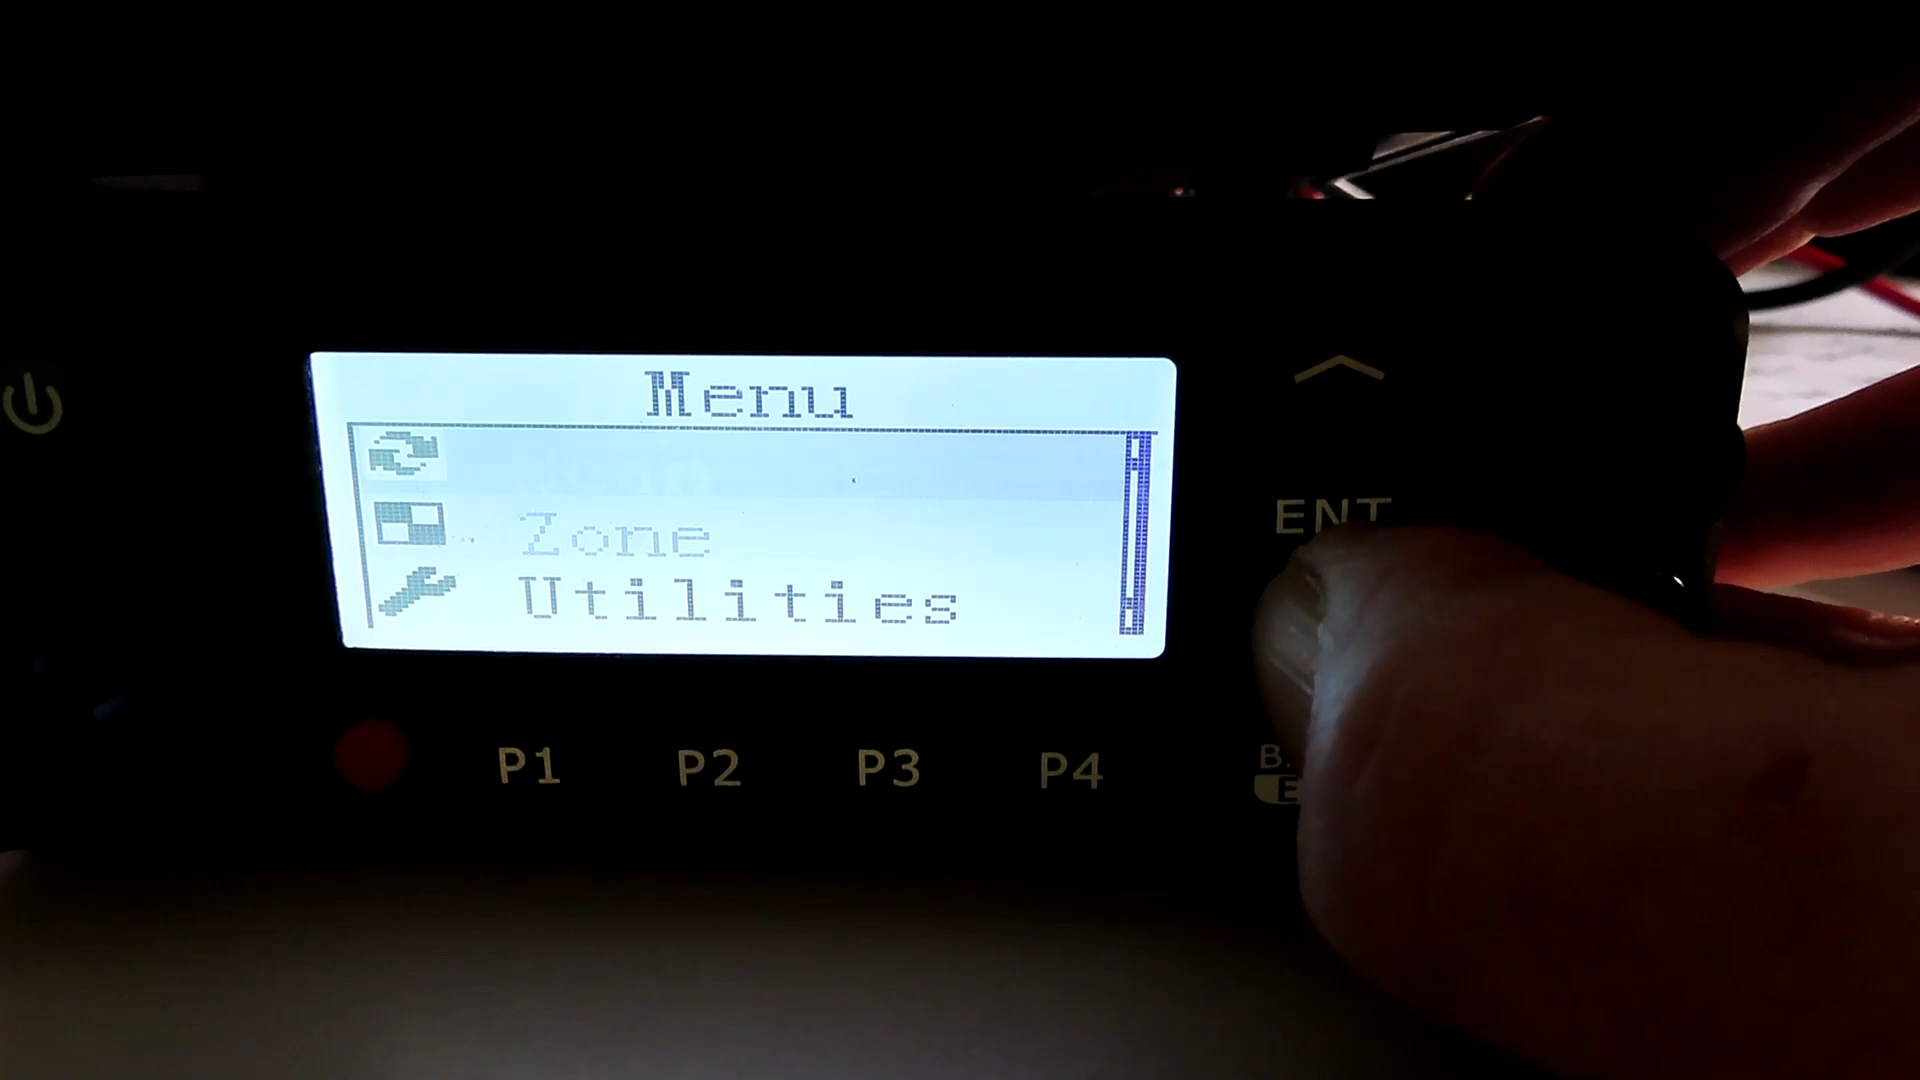 Menu
Zone
Utilities
ENT
P1 P2 P3 P4
B.
E